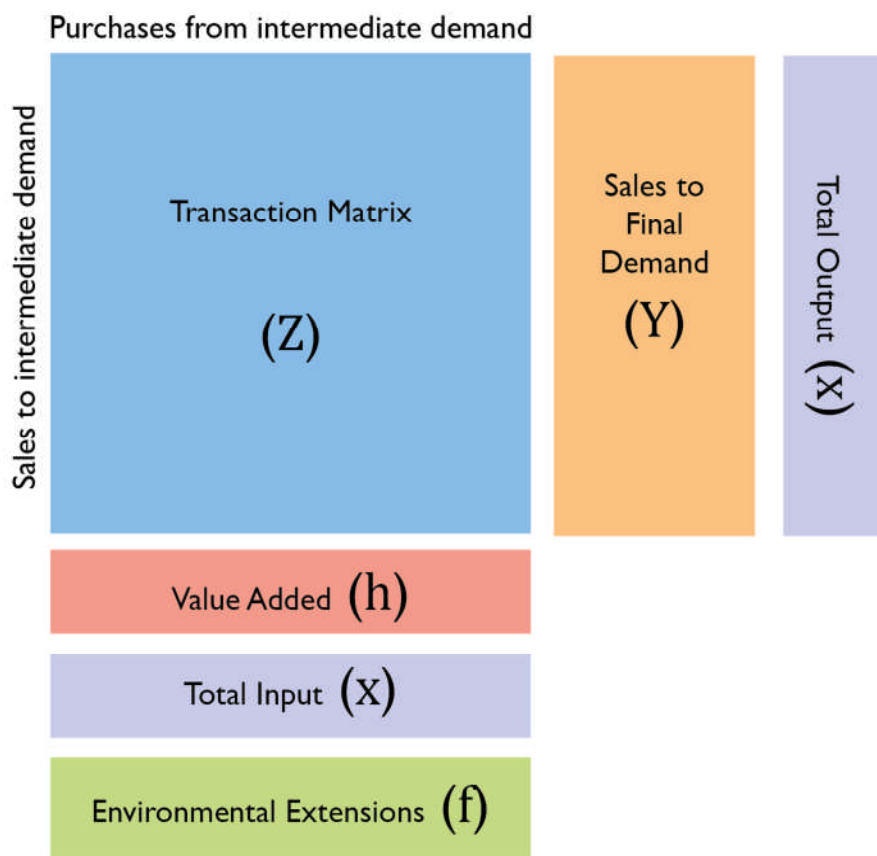 Purchases from intermediate demand
Sales to intermediate demand
Transaction Matrix
(Z)
Sales to
Final
Demand
(Y)
Total Output (x)
Value Added (h)
Total Input (x)
Environmental Extensions (f)